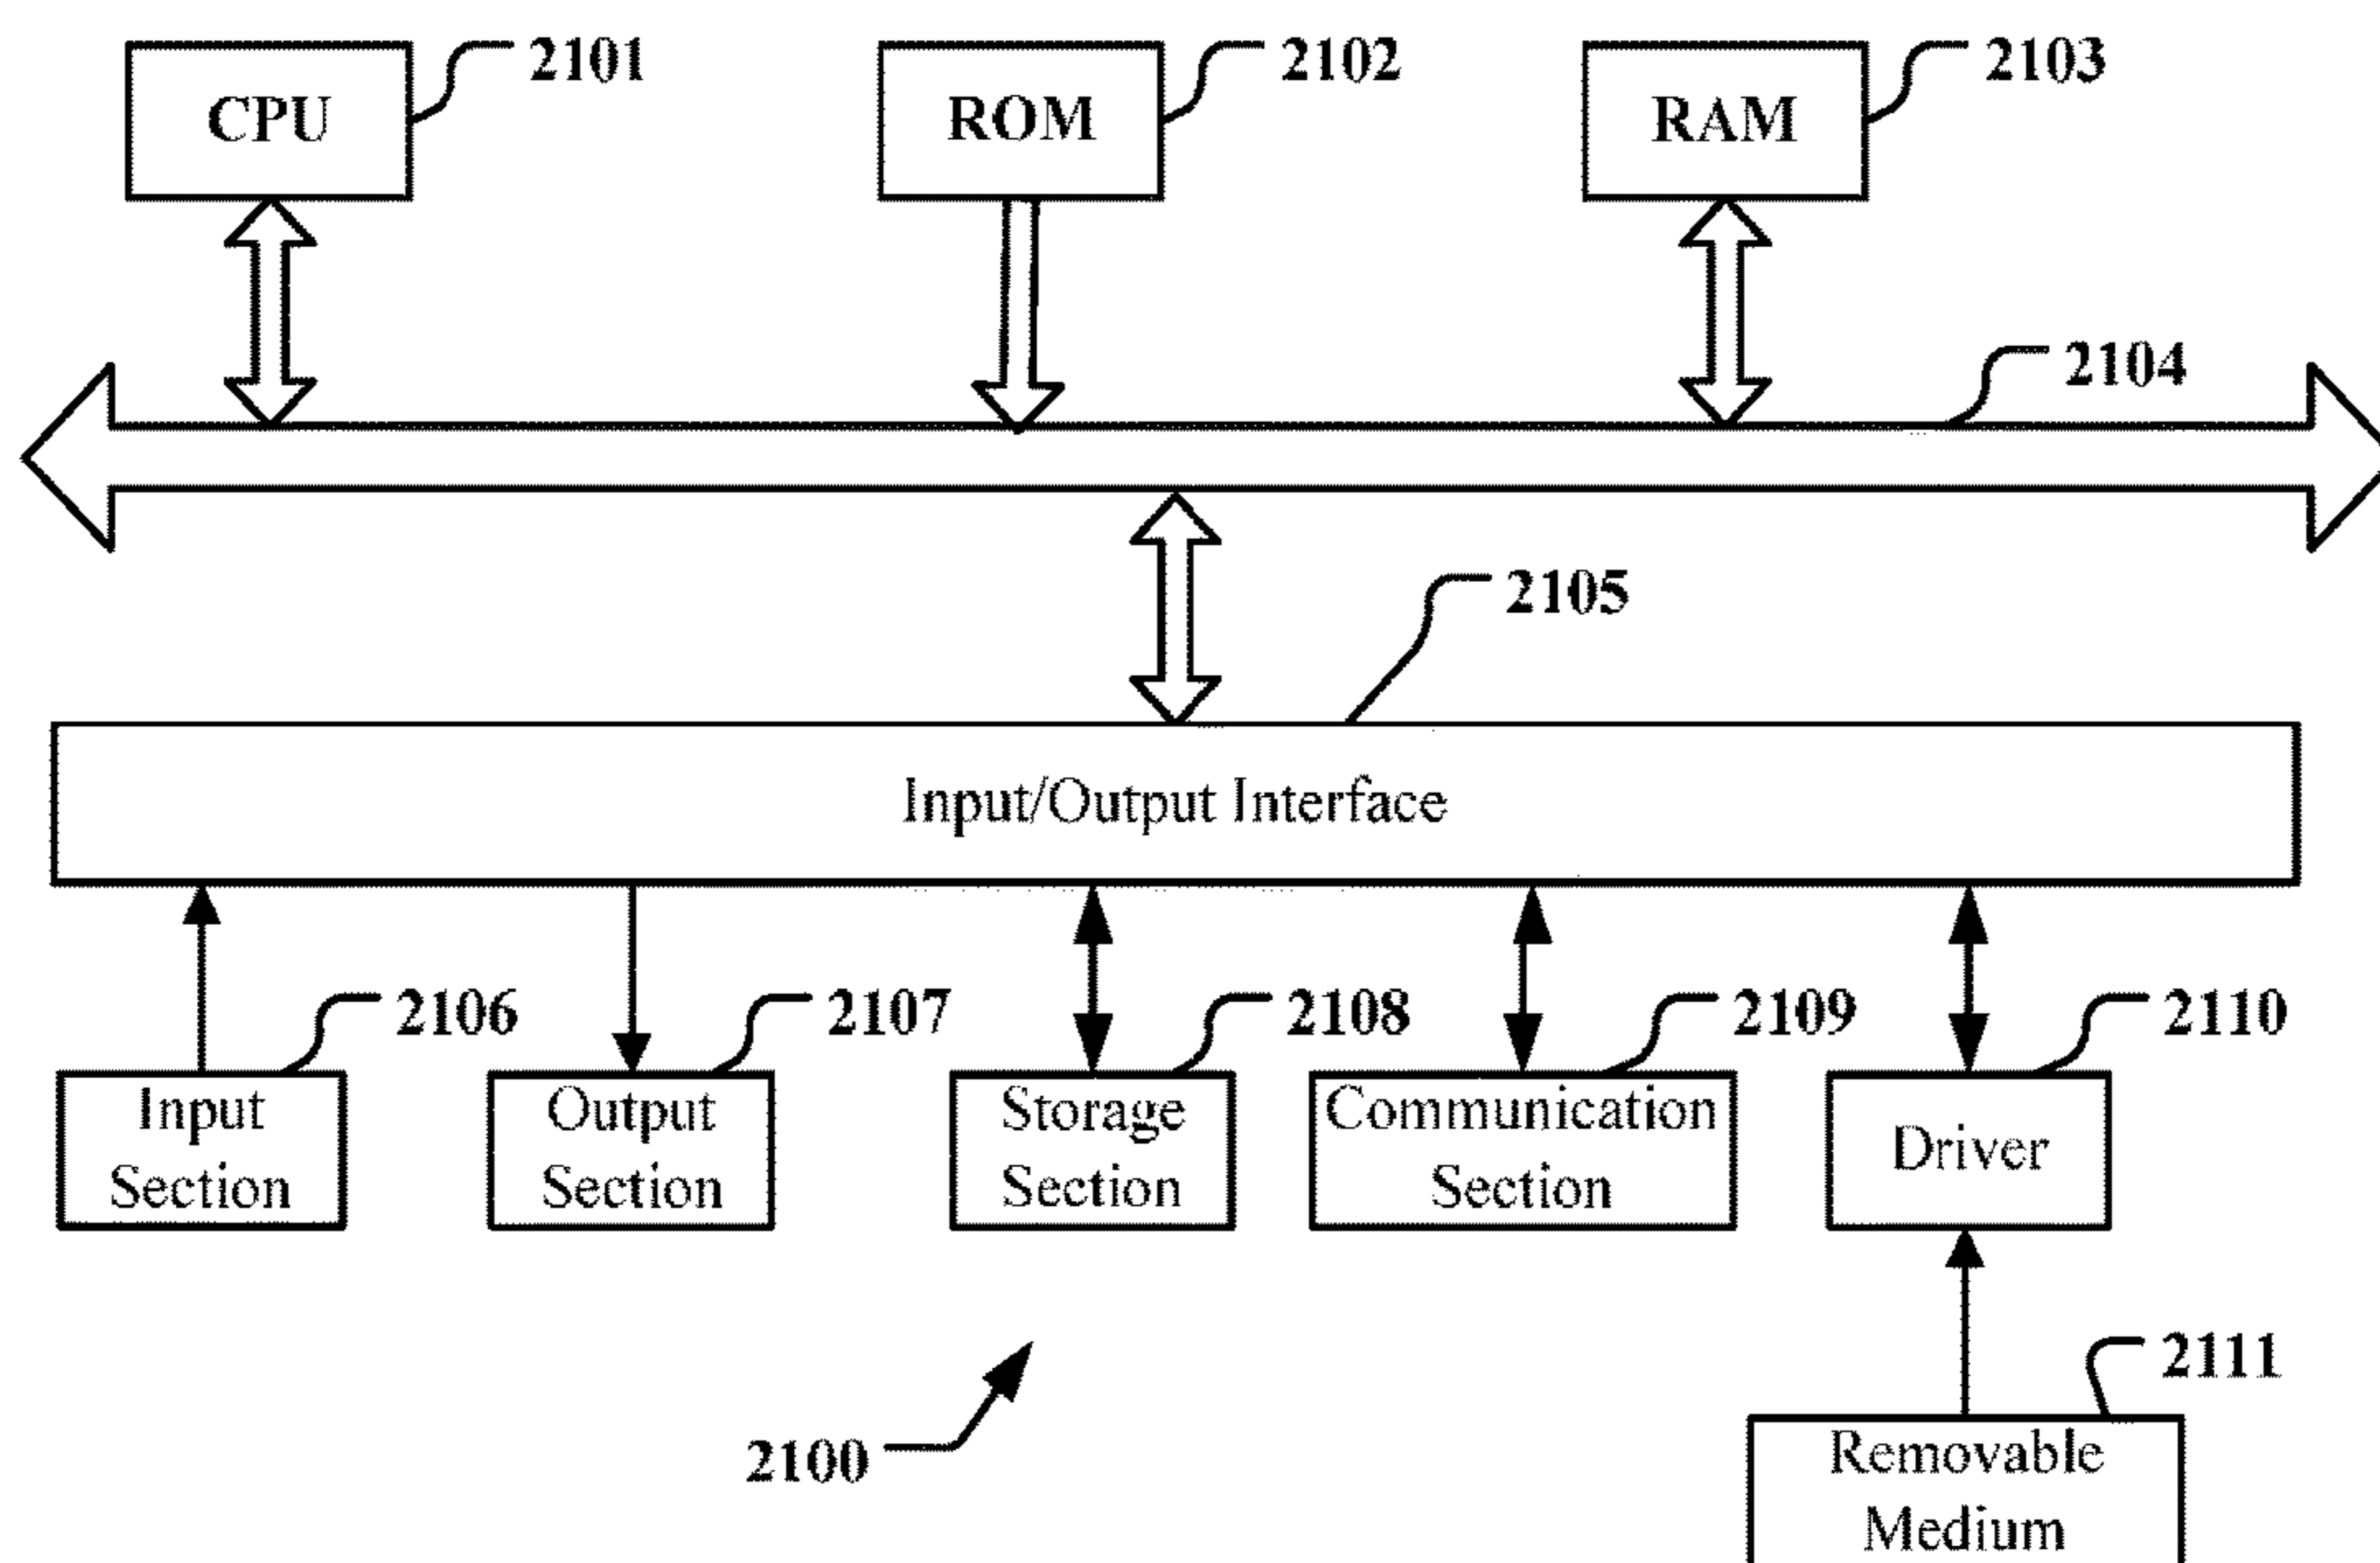 CPU
2101
ROM
2102
RAM
2103
2104
2105
Input/Output Interface
2106
2107
2108
2109
2110
Input
Section
Output
Section
Storage
Section
Communication
Section
Driver
2111
2100
Removable
Medium